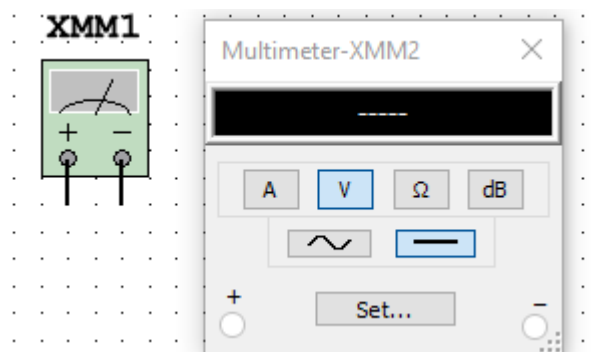 XMM1
Multimeter-XMM2
-----
A V Ω dB
Set...
+ −
+ −